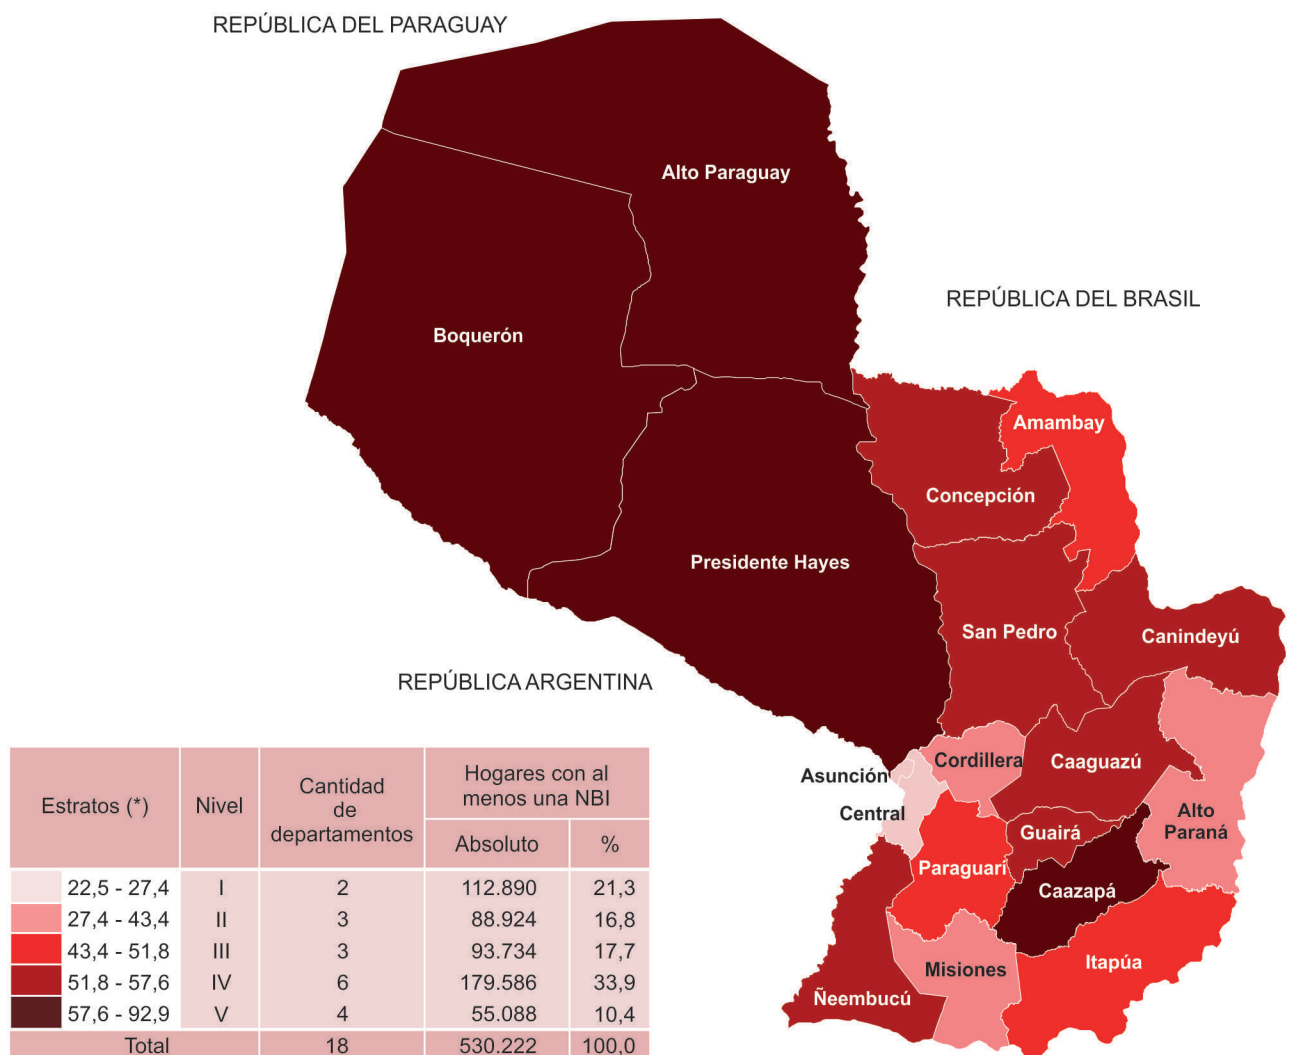 REPÚBLICA DEL PARAGUAY
Alto Paraguay
REPÚBLICA DEL BRASIL
Boquerón
Amambay
Concepción
Presidente Hayes
San Pedro
Canindeyú
REPÚBLICA ARGENTINA
Cordillera
Caaguazú
Asunción
Central
Guairá
Alto
Paraná
Paraguarí
Caazapá
Misiones
Itapúa
Ñeembucú
Estratos (*) Nivel Cantidad de departamentos Hogares con al menos una NBI
Absoluto %
22,5 - 27,4 I 2 112.890 21,3
27,4 - 43,4 II 3 88.924 16,8
43,4 - 51,8 III 3 93.734 17,7
51,8 - 57,6 IV 6 179.586 33,9
57,6 - 92,9 V 4 55.088 10,4
Total 18 530.222 100,0